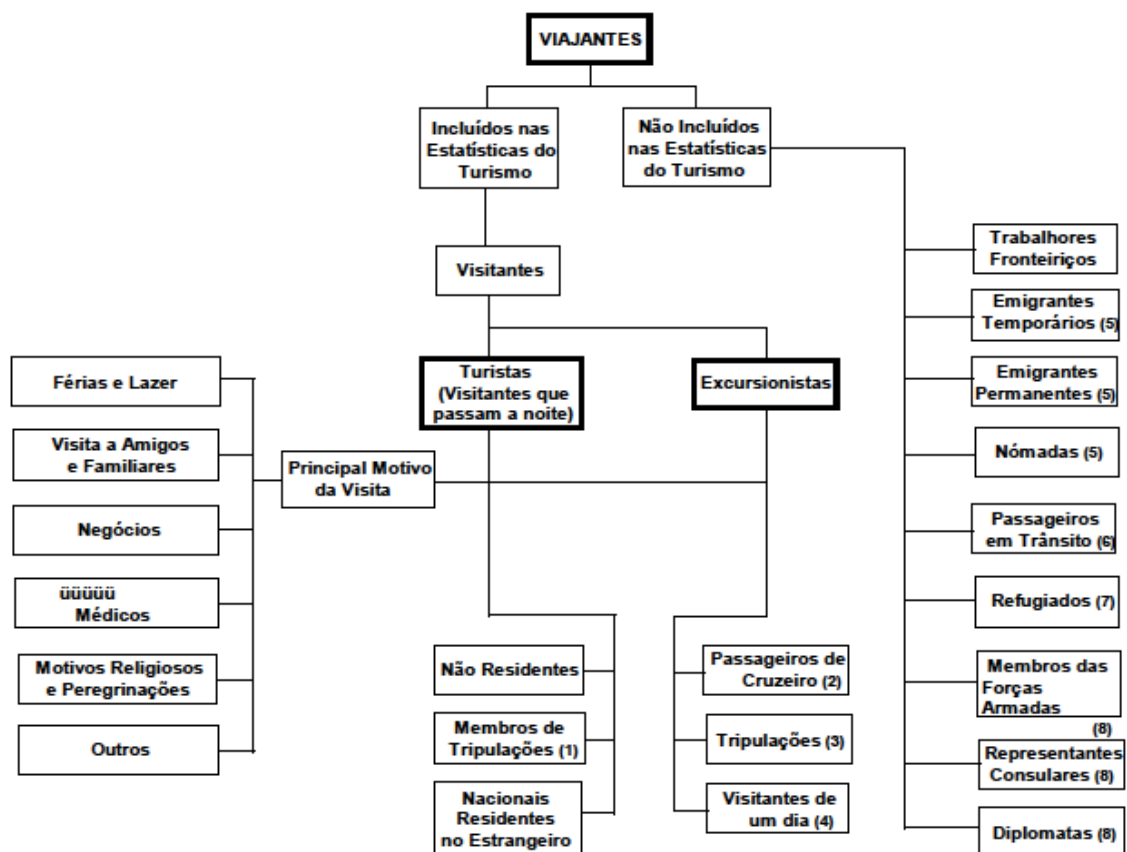 VIAJANTES
Incluídos nas
Estatísticas do
Turismo
Não Incluídos
nas Estatísticas
do Turismo
Visitantes
Turistas
(Visitantes que
passam a noite)
Excursionistas
Principal Motivo
da Visita
Férias e Lazer
Visita a Amigos
e Familiares
Negócios
üüüüü
Médicos
Motivos Religiosos
e Peregrinações
Outros
Não Residentes
Membros de
Tripulações (1)
Nacionais
Residentes
no Estrangeiro
Passageiros de
Cruzeiro (2)
Tripulações (3)
Visitantes de
um dia (4)
Trabalhores
Fronteiriços
Emigrantes
Temporários (5)
Emigrantes
Permanentes (5)
Nómadas (5)
Passageiros
em Trânsito (6)
Refugiados (7)
Membros das
Forças
Armadas
(8)
Representantes
Consulares (8)
Diplomatas (8)